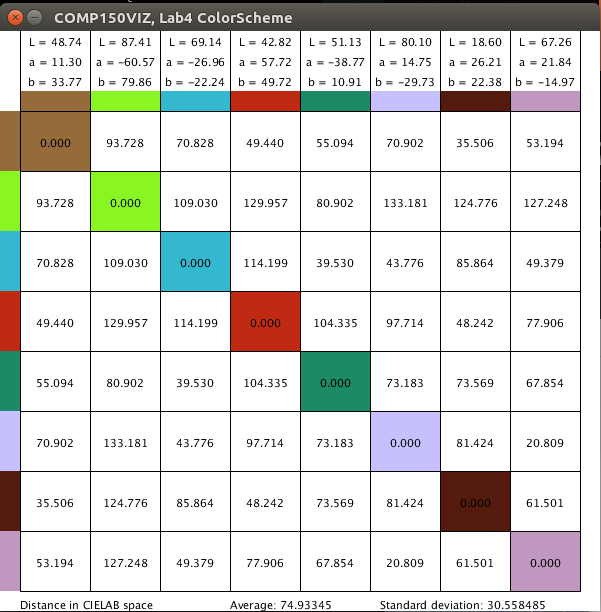 COMP150VIZ, Lab4 ColorScheme
L = 48.74 L = 87.41 L = 69.14 L = 42.82 L = 51.13 L = 80.10 L = 18.60 L = 67.26
a = 11.30 a = −60.57 a = −26.96 a = 57.72 a = −38.77 a = 14.75 a = 26.21 a = 21.84
b = 33.77 b = 79.86 b = −22.24 b = 49.72 b = 10.91 b = −29.73 b = 22.38 b = −14.97
0.000 93.728 70.828 49.440 55.094 70.902 35.506 53.194
93.728 0.000 109.030 129.957 80.902 133.181 124.776 127.248
70.828 109.030 0.000 114.199 39.530 43.776 85.864 49.379
49.440 129.957 114.199 0.000 104.335 97.714 48.242 77.906
55.094 80.902 39.530 104.335 0.000 73.183 73.569 67.854
70.902 133.181 43.776 97.714 73.183 0.000 81.424 20.809
35.506 124.776 85.864 48.242 73.569 81.424 0.000 61.501
53.194 127.248 49.379 77.906 67.854 20.809 61.501 0.000
Distance in CIELAB space Average: 74.93345 Standard deviation: 30.558485